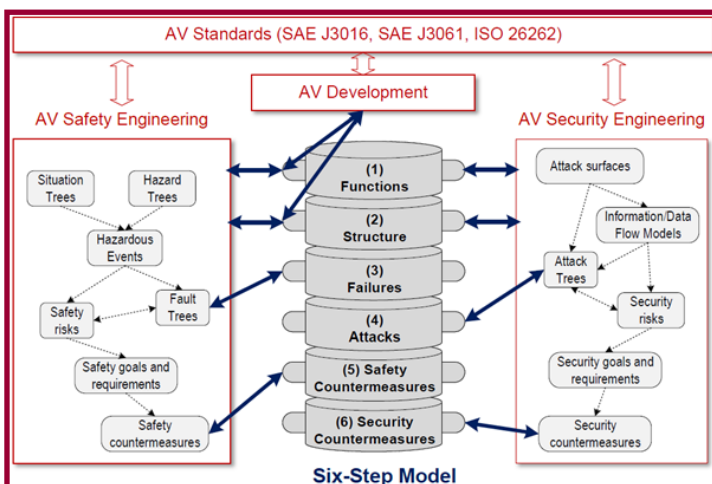 AV Standards (SAE J3016, SAE J3061, ISO 26262)
AV Development
AV Safety Engineering
AV Security Engineering
Situation
Trees
Hazard
Trees
Hazardous
Events
Safety
risks
Fault
Trees
Safety goals and
requirements
Safety
countermeasures
(1)
Functions
(2)
Structure
(3)
Failures
(4)
Attacks
(5) Safety
Countermeasures
(6) Security
Countermeasures
Attack surfaces
Information/Data
Flow Models
Attack
Trees
Security
risks
Security goals and
requirements
Security
countermeasures
Six-Step Model